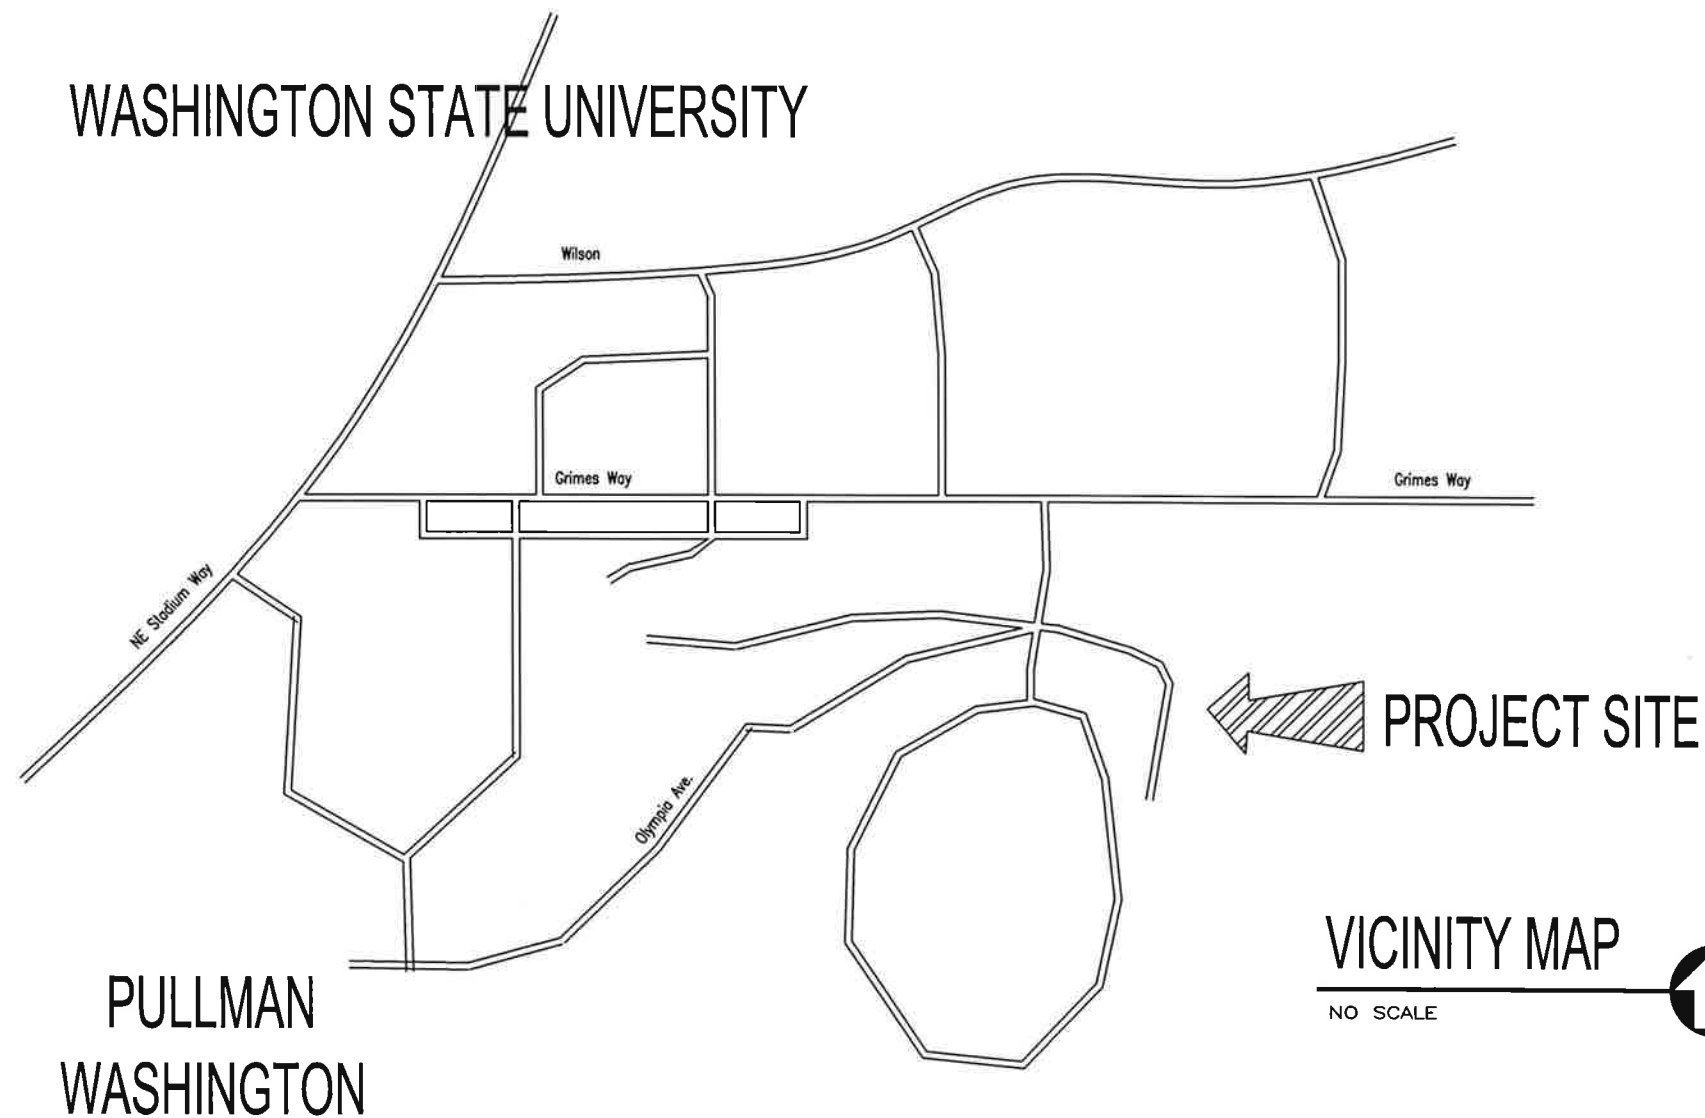 WASHINGTON STATE UNIVERSITY
Wilson
Grimes Way
Grimes Way
NE Stadium Way
PROJECT SITE
Olympia Ave.
VICINITY MAP
NO SCALE
PULLMAN
WASHINGTON